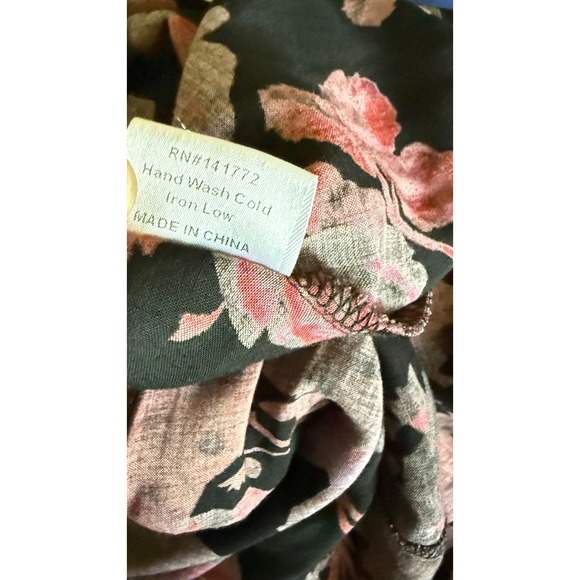 RN#141772
Hand Wash Cold
Iron Low
MADE IN CHINA